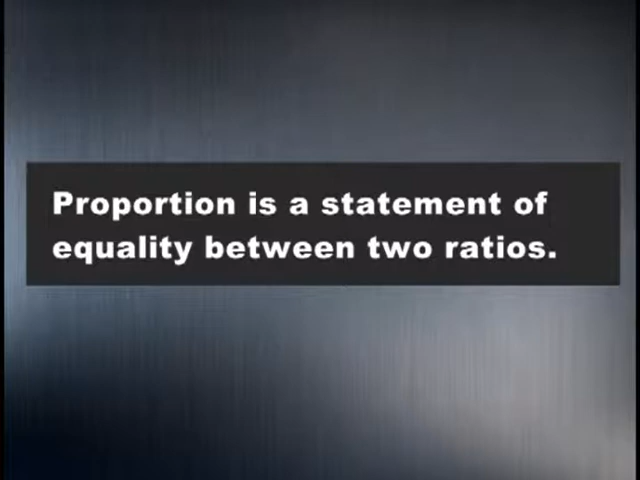 Proportion is a statement of
equality between two ratios.